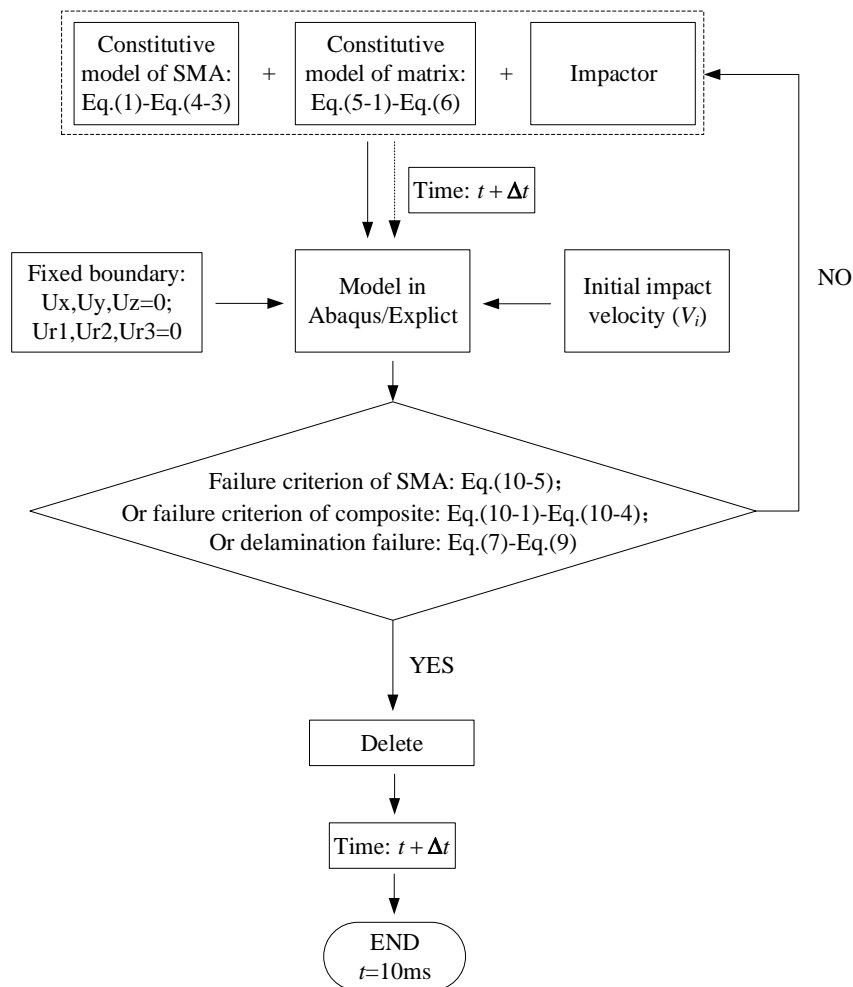 Constitutive
model of SMA:
Eq.(1)-Eq.(4-3)
+
Constitutive
model of matrix:
Eq.(5-1)-Eq.(6)
+
Impactor
Time: t + Δt
Fixed boundary:
Ux,Uy,Uz=0;
Ur1,Ur2,Ur3=0
Model in
Abaqus/Explict
Initial impact
velocity (Vi)
NO
Failure criterion of SMA: Eq.(10-5)；
Or failure criterion of composite: Eq.(10-1)-Eq.(10-4)；
Or delamination failure: Eq.(7)-Eq.(9)
YES
Delete
Time: t + Δt
END
t=10ms